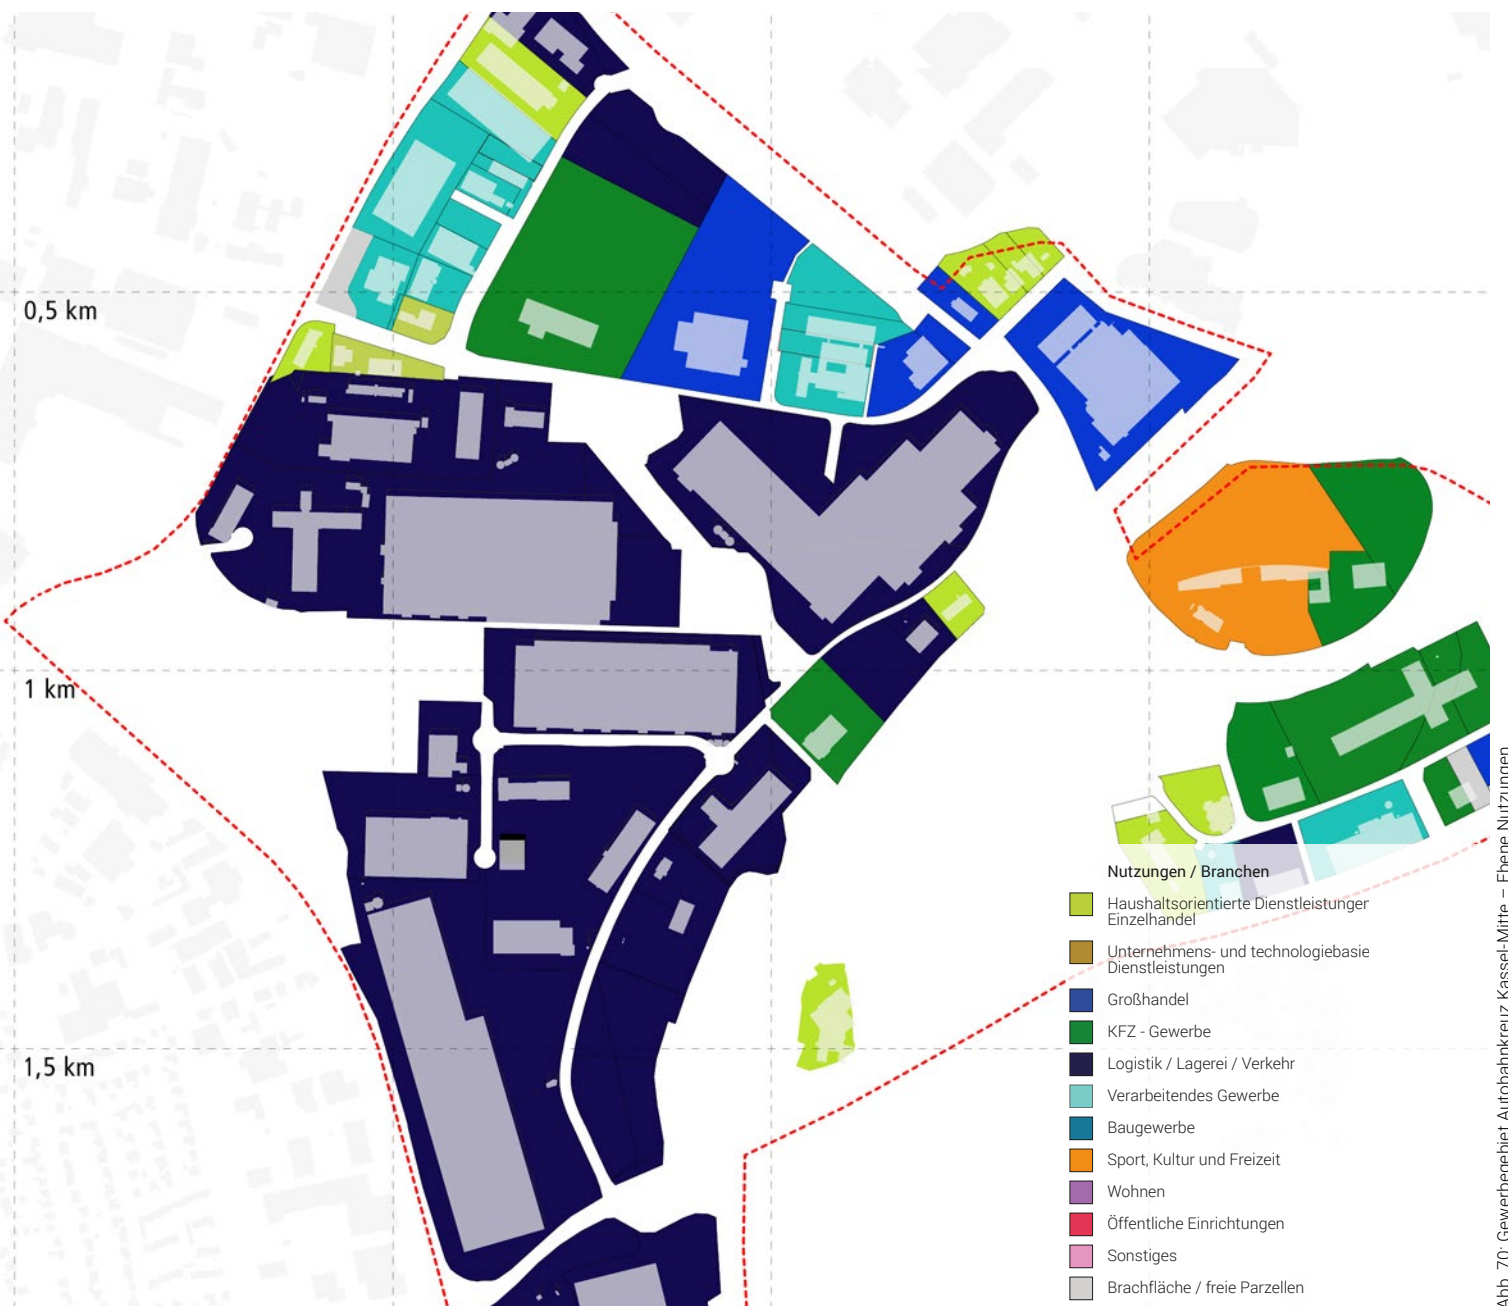 0,5 km
1 km
1,5 km
Nutzungen / Branchen
Haushaltsorientierte Dienstleistunger
Einzelhandel
Unternehmens- und technologiebasie
Dienstleistungen
Großhandel
KFZ - Gewerbe
Logistik / Lagerei / Verkehr
Verarbeitendes Gewerbe
Baugewerbe
Sport, Kultur und Freizeit
Wohnen
Öffentliche Einrichtungen
Sonstiges
Brachfläche / freie Parzellen
Abb. 70: Gewerbegebiet Autobahnkreuz Kassel-Mitte – Ebene Nutzungen